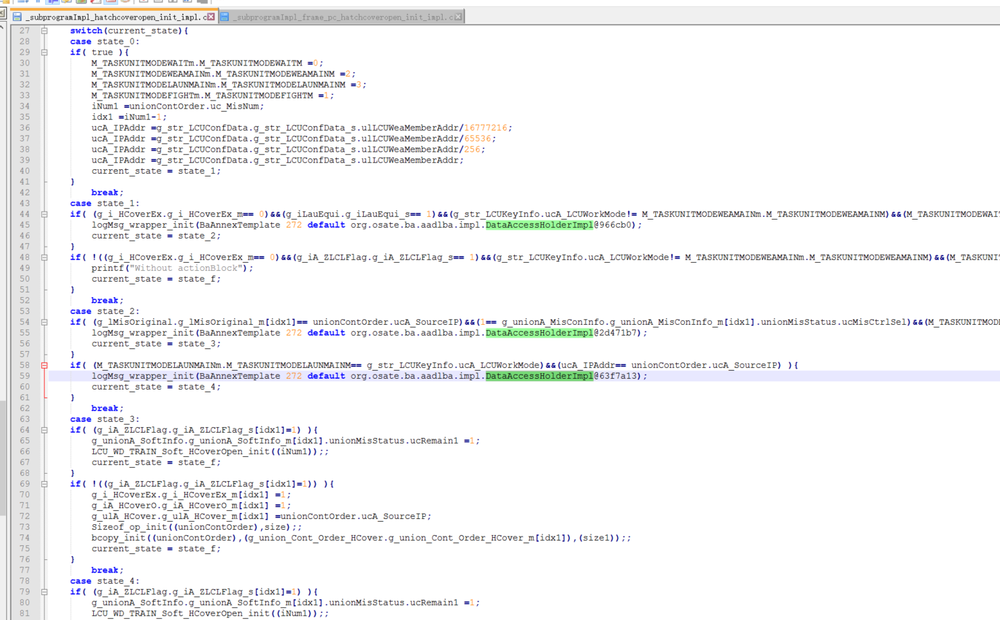 _subprogramImpl_hatchcoveropen_init_impl.c
_subprogramImpl_frame_pc_hatchcoveropen_init_impl.c
27 switch(current_state){
28 case state_0:
29 if( true ){
30 M_TASKUNITMODEWAITm.M_TASKUNITMODEWAITM =0;
31 M_TASKUNITMODEWEAMAINm.M_TASKUNITMODEWEAMAINM =2;
32 M_TASKUNITMODELAUNMAINm.M_TASKUNITMODELAUNMAINM =3;
33 M_TASKUNITMODEFIGHTm.M_TASKUNITMODEFIGHTM =1;
34 iNum1 =unionContOrder.uc_MisNum;
35 idx1 =iNum1-1;
36 ucA_IPAddr =g_str_LCUConfData.g_str_LCUConfData_s.ulLCUWeaMemberAddr/16777216;
37 ucA_IPAddr =g_str_LCUConfData.g_str_LCUConfData_s.ulLCUWeaMemberAddr/65536;
38 ucA_IPAddr =g_str_LCUConfData.g_str_LCUConfData_s.ulLCUWeaMemberAddr/256;
39 ucA_IPAddr =g_str_LCUConfData.g_str_LCUConfData_s.ulLCUWeaMemberAddr;
40 current_state = state_1;
41 }
42 break;
43 case state_1:
44 if( (g_i_HCoverEx.g_i_HCoverEx_m== 0)&&(g_iLauEqui.g_iLauEqui_s== 1)&&(g_str_LCUKeyInfo.ucA_LCUWorkMode!= M_TASKUNITMODEWEAMAINm.M_TASKUNITMODEWEAMAINM)&&(M_TASKUNITMODEWAI
45 logMsg_wrapper_init(BaAnnexTemplate 272 default org.osate.ba.aadlba.impl.DataAccessHolderImpl@966cb0);
46 current_state = state_2;
47 }
48 if( !((g_i_HCoverEx.g_i_HCoverEx_m== 0)&&(g_iA_ZLCLFlag.g_iA_ZLCLFlag_s== 1)&&(g_str_LCUKeyInfo.ucA_LCUWorkMode!= M_TASKUNITMODEWEAMAINm.M_TASKUNITMODEWEAMAINM)&&(M_TASKUNI
49 printf("Without actionBlock");
50 current_state = state_f;
51 }
52 break;
53 case state_2:
54 if( (g_lMisOriginal.g_lMisOriginal_m[idx1]== unionContOrder.ucA_SourceIP)&&(1== g_unionA_MisConInfo.g_unionA_MisConInfo_m[idx1].unionMisStatus.ucMisCtrlSel)&&(M_TASKUNITMOD
55 logMsg_wrapper_init(BaAnnexTemplate 272 default org.osate.ba.aadlba.impl.DataAccessHolderImpl@2d471b7);
56 current_state = state_3;
57 }
58 if( (M_TASKUNITMODELAUNMAINm.M_TASKUNITMODELAUNMAINM== g_str_LCUKeyInfo.ucA_LCUWorkMode)&&(ucA_IPAddr== unionContOrder.ucA_SourceIP) ){
59 logMsg_wrapper_init(BaAnnexTemplate 272 default org.osate.ba.aadlba.impl.DataAccessHolderImpl@63f7a13);
60 current_state = state_4;
61 }
62 break;
63 case state_3:
64 if( (g_iA_ZLCLFlag.g_iA_ZLCLFlag_s[idx1]=1) ){
65 g_unionA_SoftInfo.g_unionA_SoftInfo_m[idx1].unionMisStatus.ucRemain1 =1;
66 LCU_WD_TRAIN_Soft_HCoverOpen_init((iNum1));;
67 current_state = state_f;
68 }
69 if( !((g_iA_ZLCLFlag.g_iA_ZLCLFlag_s[idx1]=1)) ){
70 g_i_HCoverEx.g_i_HCoverEx_m[idx1] =1;
71 g_iA_HCoverO.g_iA_HCoverO_m[idx1] =1;
72 g_ulA_HCover.g_ulA_HCover_m[idx1] =unionContOrder.ucA_SourceIP;
73 Sizeof_op_init((unionContOrder),size);;
74 bcopy_init((unionContOrder),(g_union_Cont_Order_HCover.g_union_Cont_Order_HCover_m[idx1]),(size1));;
75 current_state = state_f;
76 }
77 break;
78 case state_4:
79 if( (g_iA_ZLCLFlag.g_iA_ZLCLFlag_s[idx1]=1) ){
80 g_unionA_SoftInfo.g_unionA_SoftInfo_m[idx1].unionMisStatus.ucRemain1 =1;
81 LCU_WD_TRAIN_Soft_HCoverOpen_init((iNum1));;